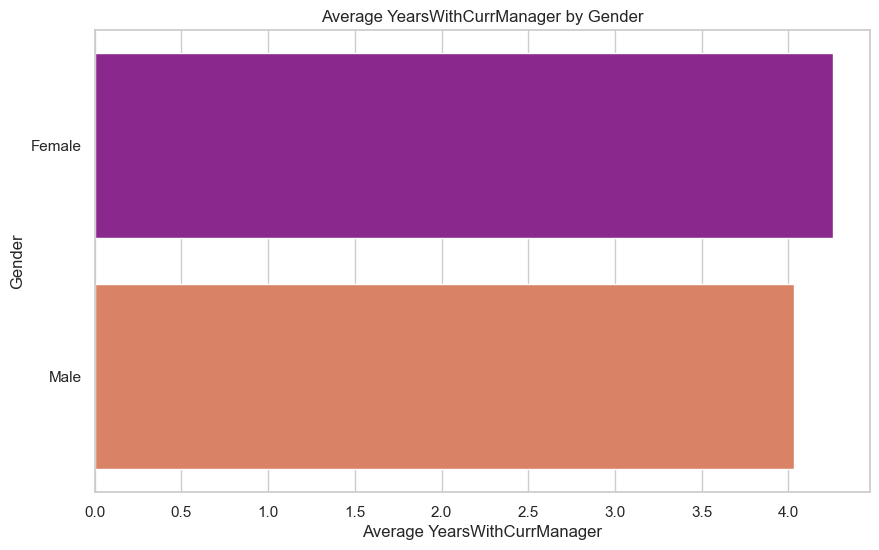 Average YearsWithCurrManager by Gender
Gender
Female
Male
0.0 0.5 1.0 1.5 2.0 2.5 3.0 3.5 4.0
Average YearsWithCurrManager